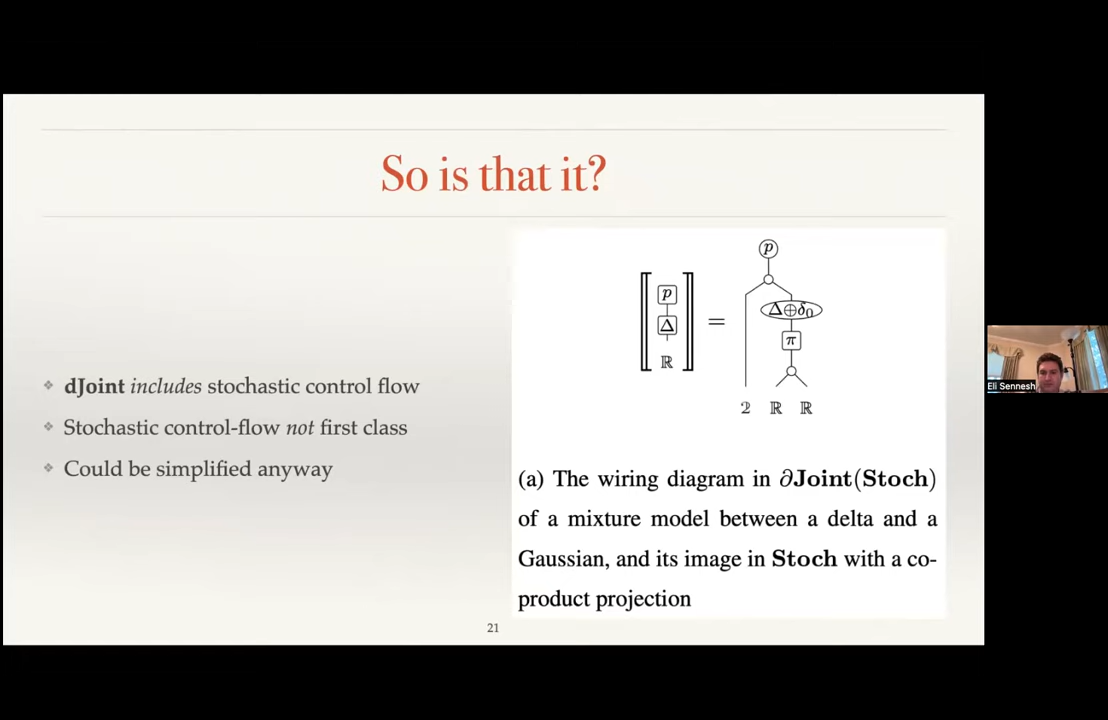 So is that it?
dJoint includes stochastic control flow
Stochastic control-flow not first class
Could be simplified anyway
p
Δ
ℝ
=
p
Δ⊕δ₀
π
2 ℝ ℝ
(a) The wiring diagram in ∂Joint(Stoch)
of a mixture model between a delta and a
Gaussian, and its image in Stoch with a co-
product projection
21
Eli Sennesh